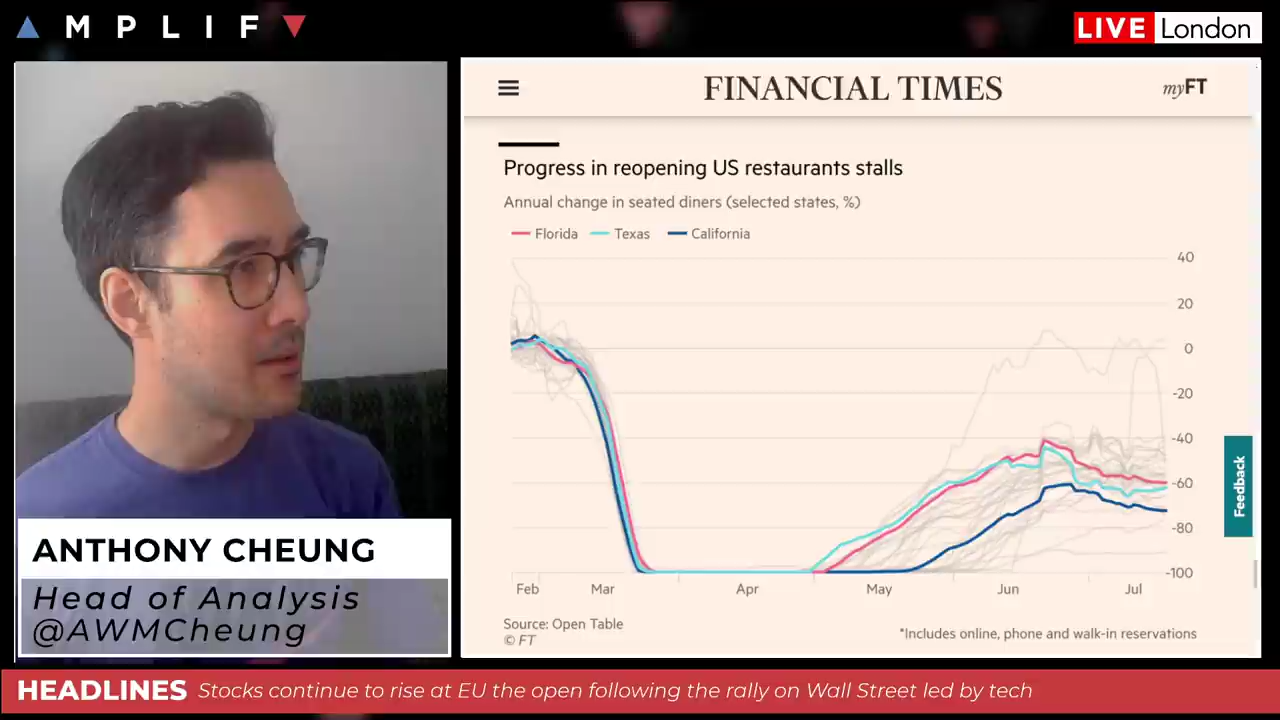 AMPLIFY
LIVE London
FINANCIAL TIMES
myFT
Progress in reopening US restaurants stalls
Annual change in seated diners (selected states, %)
Florida Texas California
40
20
0
-20
-40
-60
-80
-100
Feb Mar Apr May Jun Jul
Source: Open Table
© FT
*Includes online, phone and walk-in reservations
Feedback
ANTHONY CHEUNG
Head of Analysis
@AWMCheung
HEADLINES Stocks continue to rise at EU the open following the rally on Wall Street led by tech